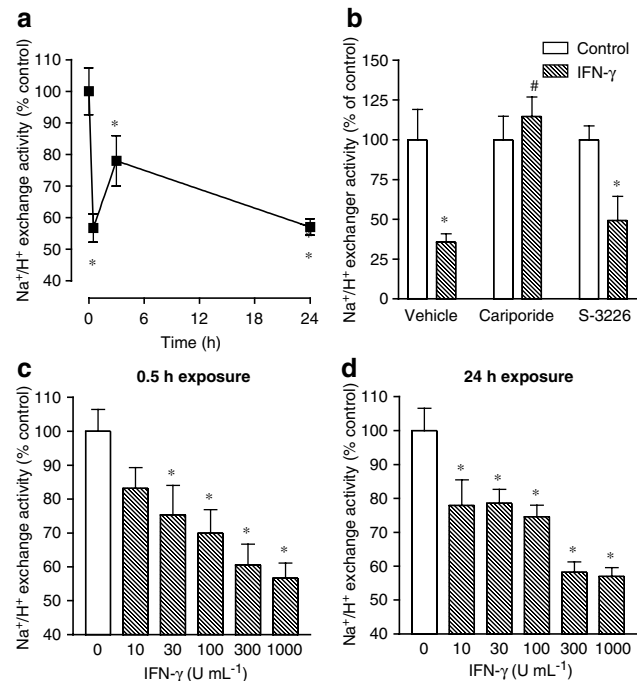 a
Na⁺/H⁺ exchange activity (% control)
110
100
90
80
70
60
50
40
*
*
*
*
0 6 12 18 24
Time (h)
b
Control
IFN-γ
Na⁺/H⁺ exchanger activity (% of control)
150
125
100
75
50
25
0
*
#
*
Vehicle Cariporide S-3226
c
0.5 h exposure
Na⁺/H⁺ exchange activity (% control)
110
100
90
80
70
60
50
40
* * * *
0 10 30 100 300 1000
IFN-γ (U mL⁻¹)
d
24 h exposure
Na⁺/H⁺ exchange activity (% control)
110
100
90
80
70
60
50
40
* * * * *
0 10 30 100 300 1000
IFN-γ (U mL⁻¹)